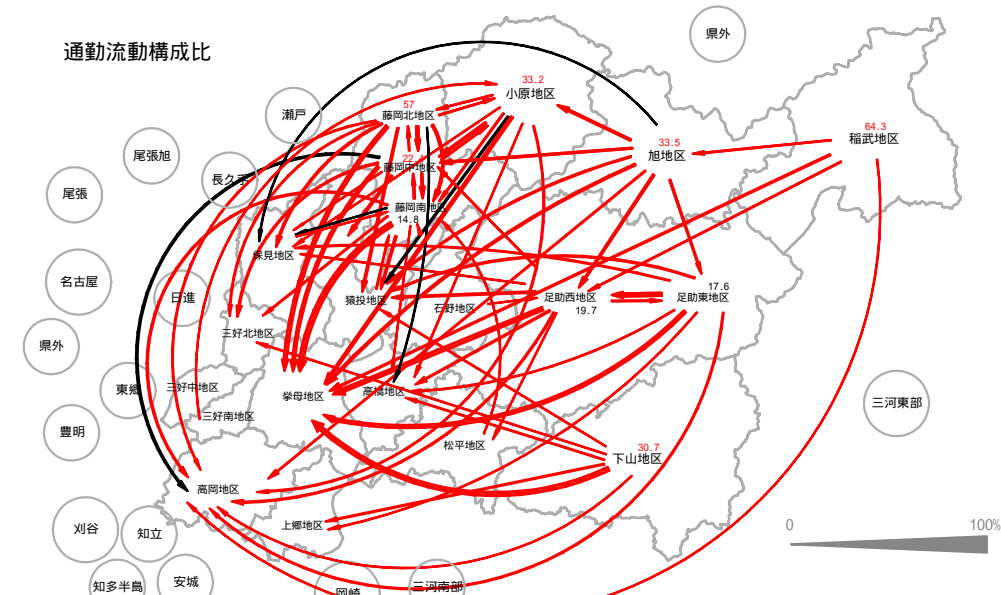 県外
通勤流動構成比
33.2
小原地区
57
藤岡北地区
瀬戸
64.3
稲武地区
33.5
旭地区
尾張旭
藤岡中地区
長久手
尾張
藤岡南地区
14.8
保見地区
名古屋
日進
猿投地区
石野地区
足助西地区
19.7
17.6
足助東地区
県外
三好北地区
東郷
三好中地区
挙母地区
高橋地区
三河東部
三好南地区
豊明
松平地区
30.7
下山地区
高岡地区
上郷地区
刈谷
知立
0
100%
知多半島
安城
岡崎
三河南部